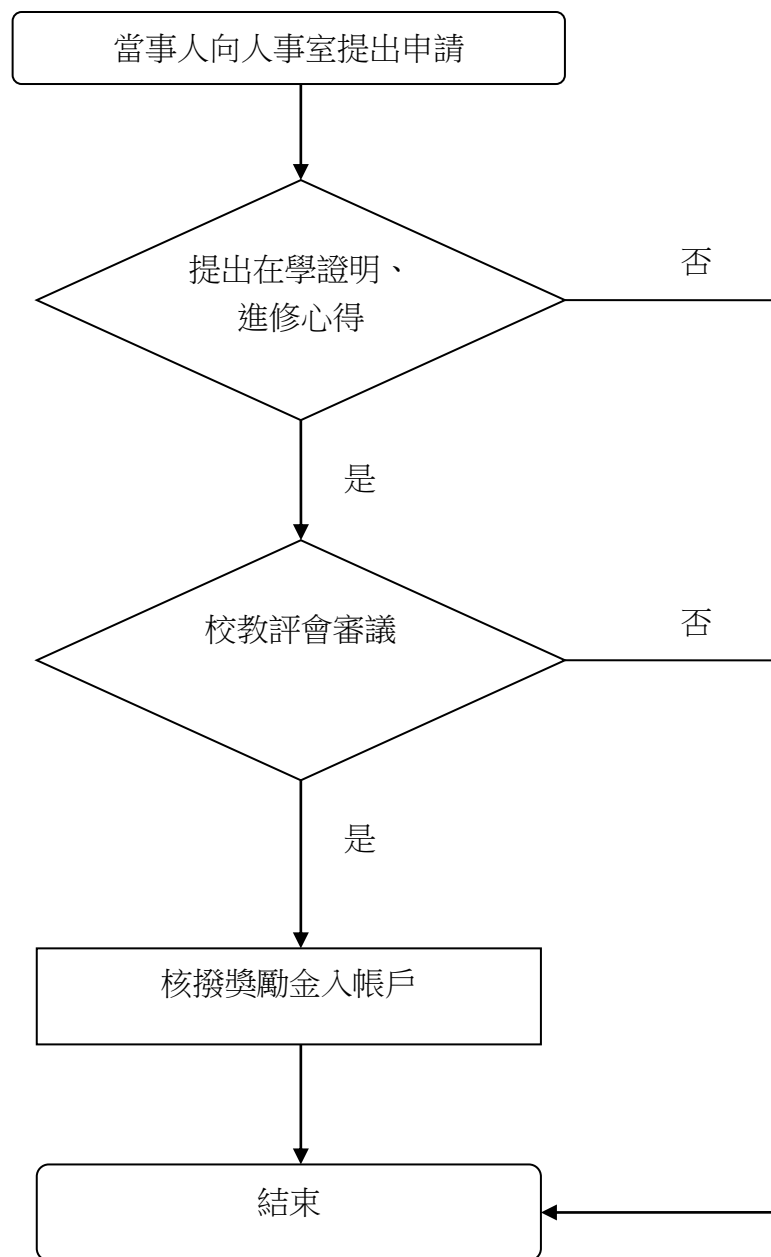 當事人向人事室提出申請
提出在學證明、
進修心得
否
是
校教評會審議
否
是
核撥獎勵金入帳戶
結束